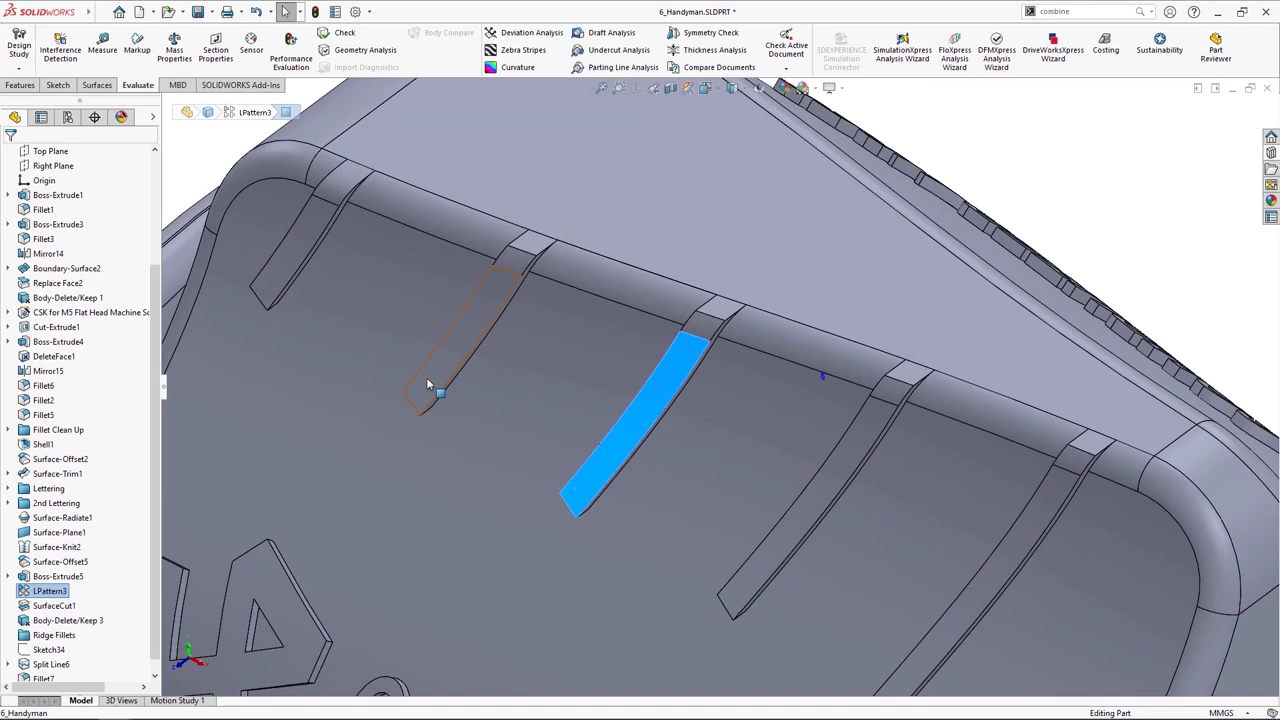 SOLIDWORKS
6_Handyman.SLDPRT *
combine
Design Study
Interference Detection
Measure
Markup
Mass Properties
Section Properties
Sensor
Performance Evaluation
Check
Geometry Analysis
Import Diagnostics
Body Compare
Deviation Analysis
Zebra Stripes
Curvature
Draft Analysis
Undercut Analysis
Parting Line Analysis
Symmetry Check
Thickness Analysis
Compare Documents
Check Active Document
3DEXPERIENCE Simulation Connector
SimulationXpress Analysis Wizard
FloXpress Analysis Wizard
DFMXpress Analysis Wizard
DriveWorksXpress Wizard
Costing
Sustainability
Part Reviewer
Features
Sketch
Surfaces
Evaluate
MBD
SOLIDWORKS Add-Ins
LPattern3
Top Plane
Right Plane
Origin
Boss-Extrude1
Fillet1
Boss-Extrude3
Fillet3
Mirror14
Boundary-Surface2
Replace Face2
Body-Delete/Keep 1
CSK for M5 Flat Head Machine Sc
Cut-Extrude1
Boss-Extrude4
DeleteFace1
Mirror15
Fillet6
Fillet2
Fillet5
Fillet Clean Up
Shell1
Surface-Offset2
Surface-Trim1
Lettering
2nd Lettering
Surface-Radiate1
Surface-Plane1
Surface-Knit2
Surface-Offset5
Boss-Extrude5
LPattern3
SurfaceCut1
Body-Delete/Keep 3
Ridge Fillets
Sketch34
Split Line6
Fillet7
Model
3D Views
Motion Study 1
6_Handyman
Editing Part
MMGS